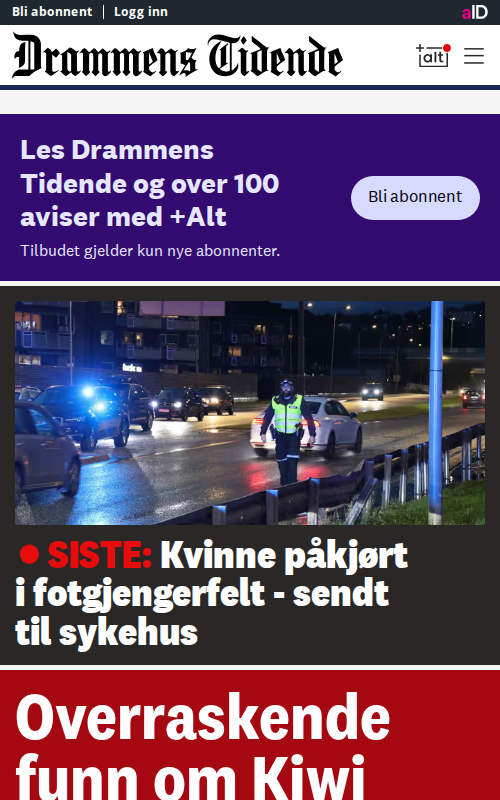 Bli abonnent
Logg inn
aID
Drammens Tidende
+alt
Les Drammens
Tidende og over 100
aviser med +Alt
Bli abonnent
Tilbudet gjelder kun nye abonnenter.
SISTE: Kvinne påkjørt
i fotgjengerfelt - sendt
til sykehus
Overraskende
funn om Kiwi